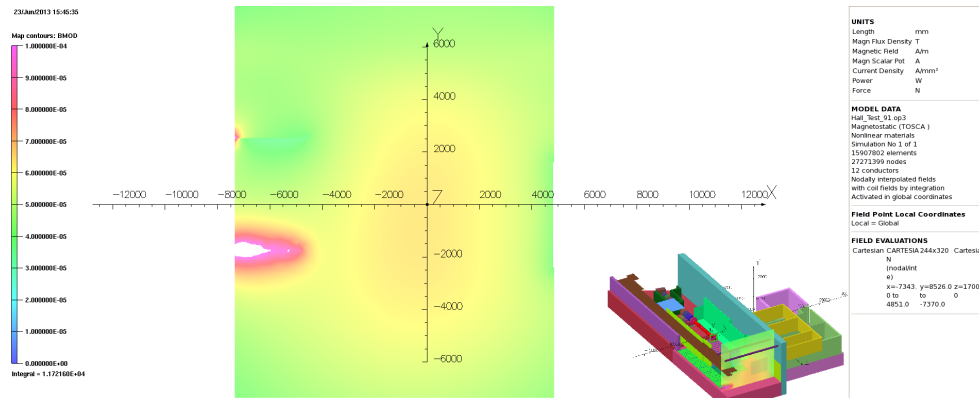 23/Jun/2013 15:45:35
Map contours: BMOD
1.000000E-04
9.000000E-05
8.000000E-05
7.000000E-05
6.000000E-05
5.000000E-05
4.000000E-05
3.000000E-05
2.000000E-05
1.000000E-05
0.000000E+00
Integral = 1.172160E+04
Y
6000
4000
2000
-12000 -10000 -8000 -6000 -4000 -2000 Z 2000 4000 6000 8000 10000 12000 X
-2000
-4000
-6000
UNITS
Length mm
Magn Flux Density T
Magnetic Field A/m
Magn Scalar Pot A
Current Density A/mm²
Power W
Force N
MODEL DATA
Hall_Test_91.op3
Magnetostatic (TOSCA )
Nonlinear materials
Simulation No 1 of 1
15907802 elements
27271399 nodes
12 conductors
Nodally interpolated fields
with coil fields by integration
Activated in global coordinates
Field Point Local Coordinates
Local = Global
FIELD EVALUATIONS
Cartesian CARTESIA 244x320 Cartesia
N
(nodal/int
e)
x=-7343. y=8526.0 z=1700
0 to to 0
4851.0 -7370.0